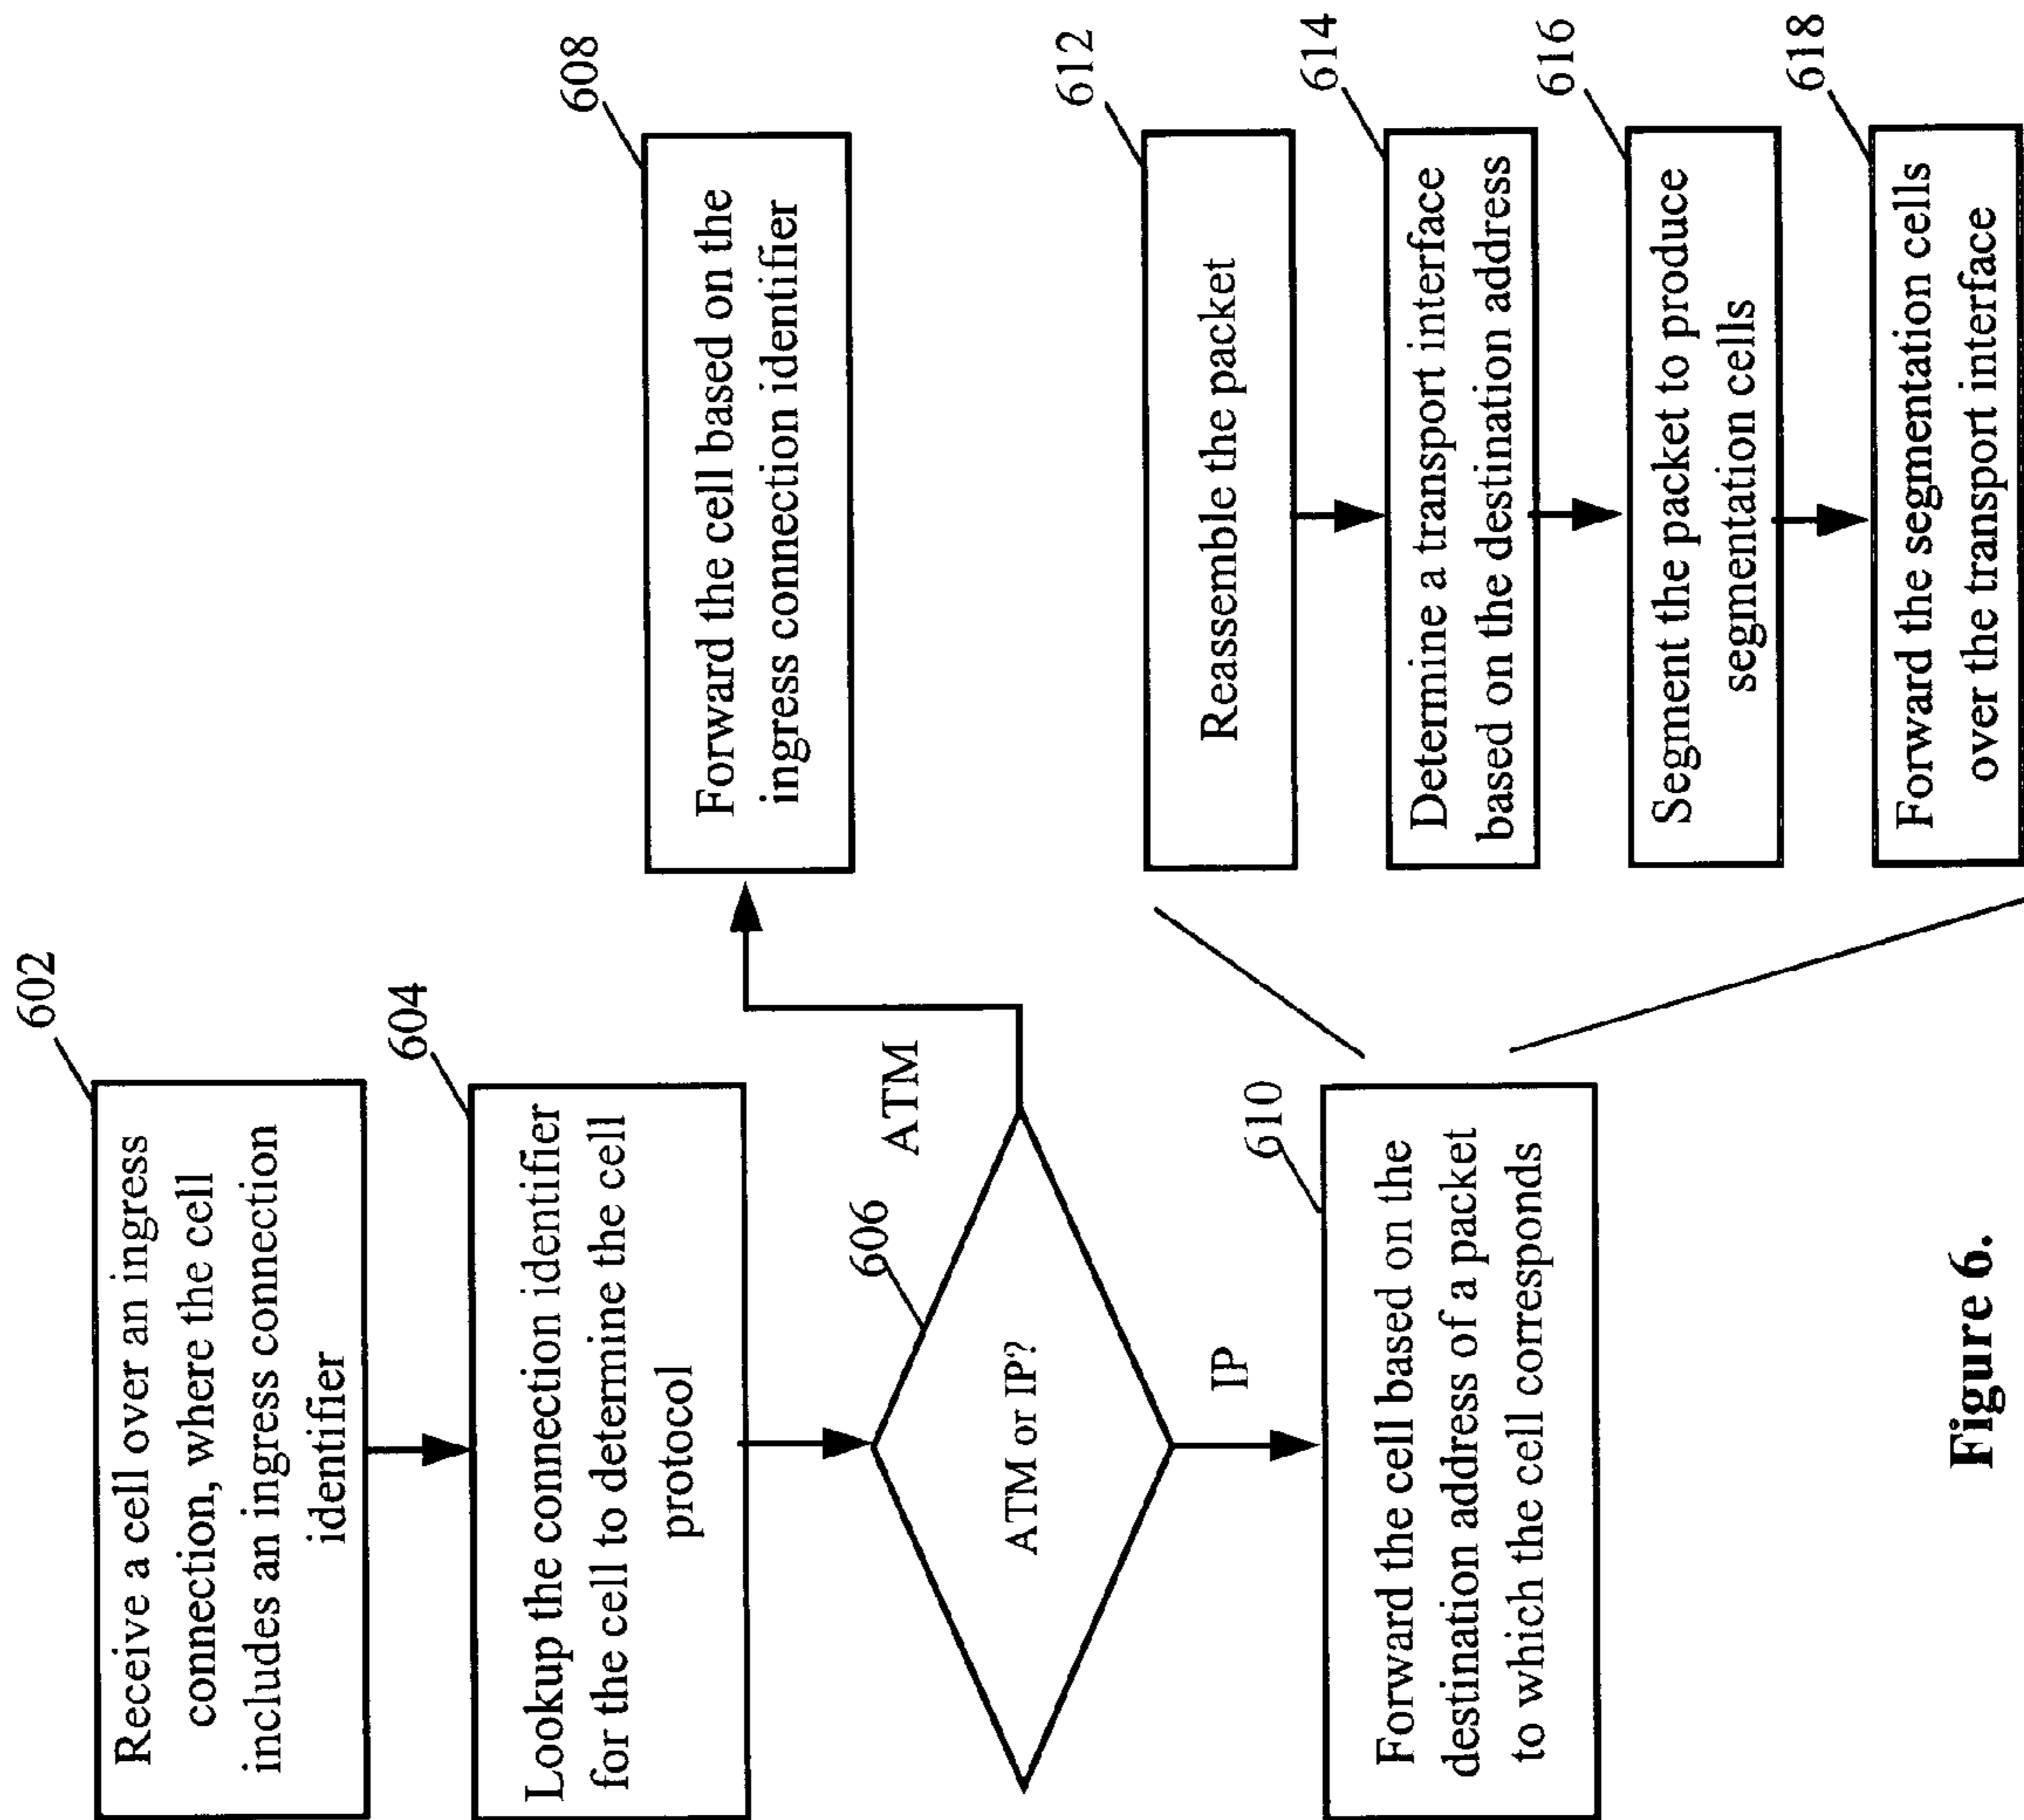 602
Receive a cell over an ingress
connection, where the cell
includes an ingress connection
identifier
604
Lookup the connection identifier
for the cell to determine the cell
protocol
606
ATM or IP?
ATM
IP
608
Forward the cell based on the
ingress connection identifier
610
Forward the cell based on the
destination address of a packet
to which the cell corresponds
612
Reassemble the packet
614
Determine a transport interface
based on the destination address
616
Segment the packet to produce
segmentation cells
618
Forward the segmentation cells
over the transport interface
Figure 6.